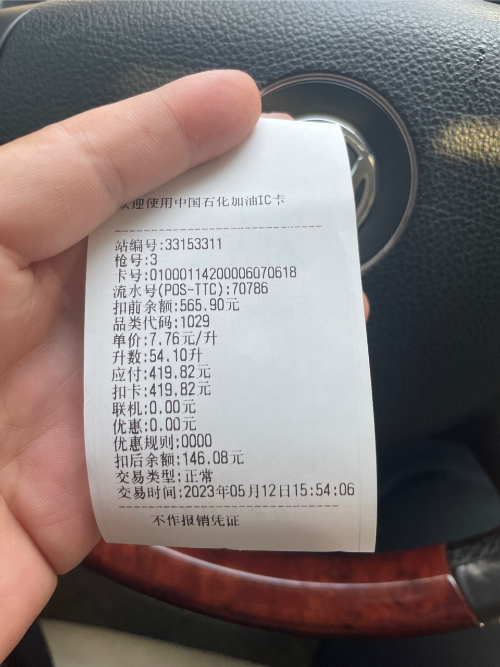 欢迎使用中国石化加油IC卡
站编号:33153311
枪号:3
卡号:01000114200006070618
流水号(POS-TTC):70786
扣前余额:565.90元
品类代码:1029
单价:7.76元/升
升数:54.10升
应付:419.82元
扣卡:419.82元
联机:0.00元
优惠:0.00元
优惠规则:0000
扣后余额:146.08元
交易类型:正常
交易时间:2023年05月12日15:54:06
不作报销凭证